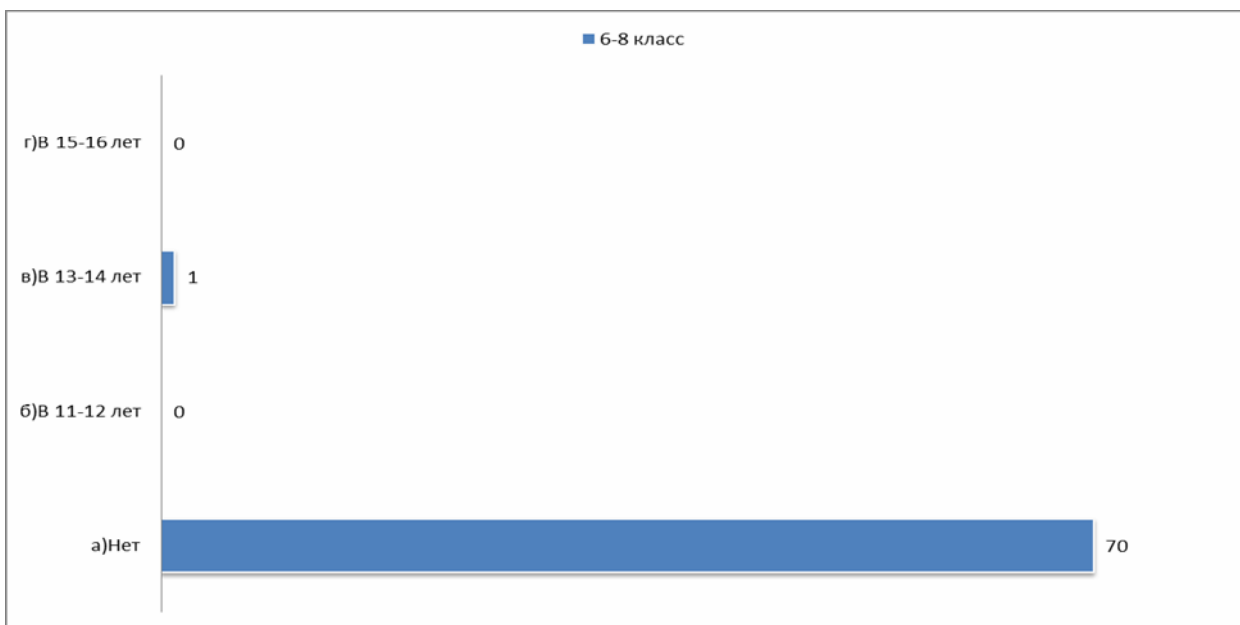 6-8 класс
г)В 15-16 лет
0
в)В 13-14 лет
1
б)В 11-12 лет
0
а)Нет
70